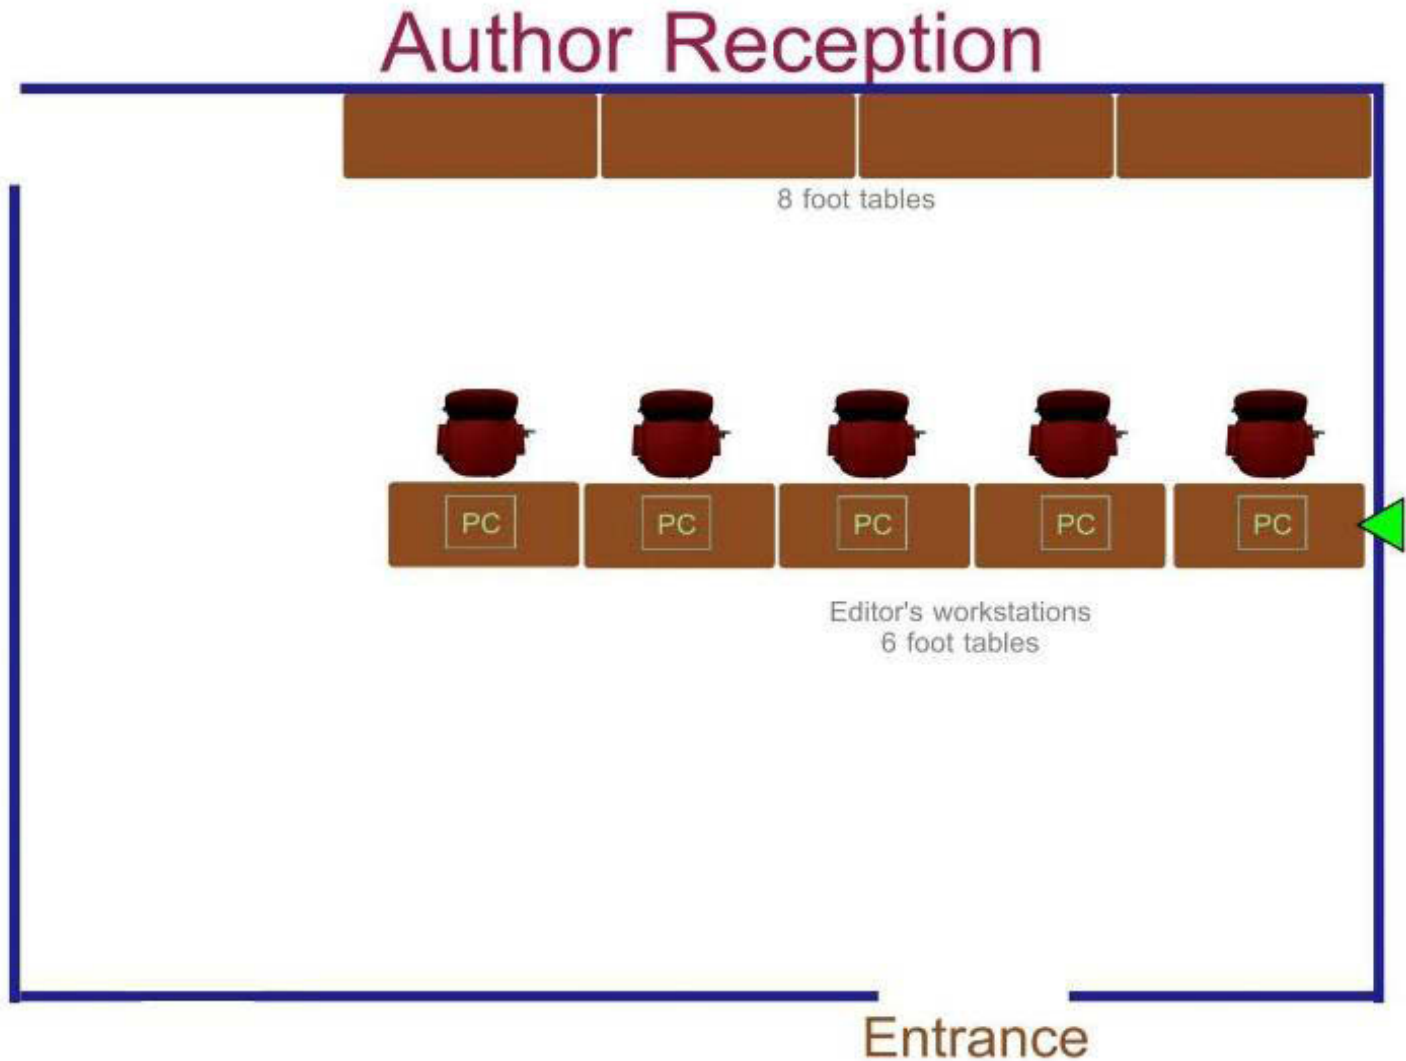 Author Reception
8 foot tables
PC PC PC PC PC
Editor's workstations
6 foot tables
Entrance